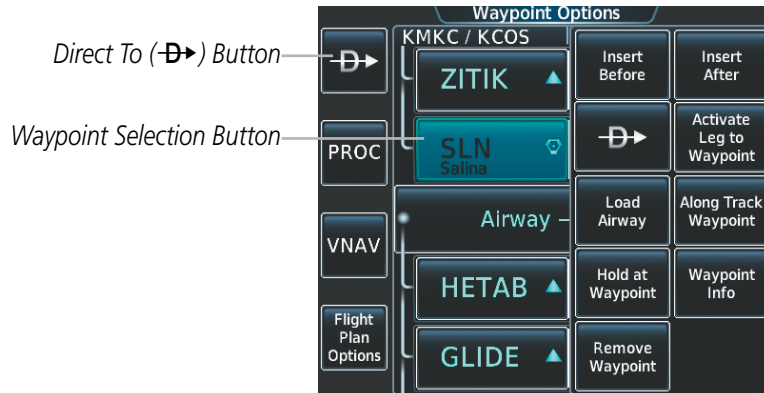 Waypoint Options
Direct To (D) Button
Waypoint Selection Button
D
PROC
VNAV
Flight
Plan
Options
KMKC / KCOS
ZITIK
SLN
Salina
Airway –
HETAB
GLIDE
Insert
Before
Insert
After
D
Activate
Leg to
Waypoint
Load
Airway
Along Track
Waypoint
Hold at
Waypoint
Waypoint
Info
Remove
Waypoint